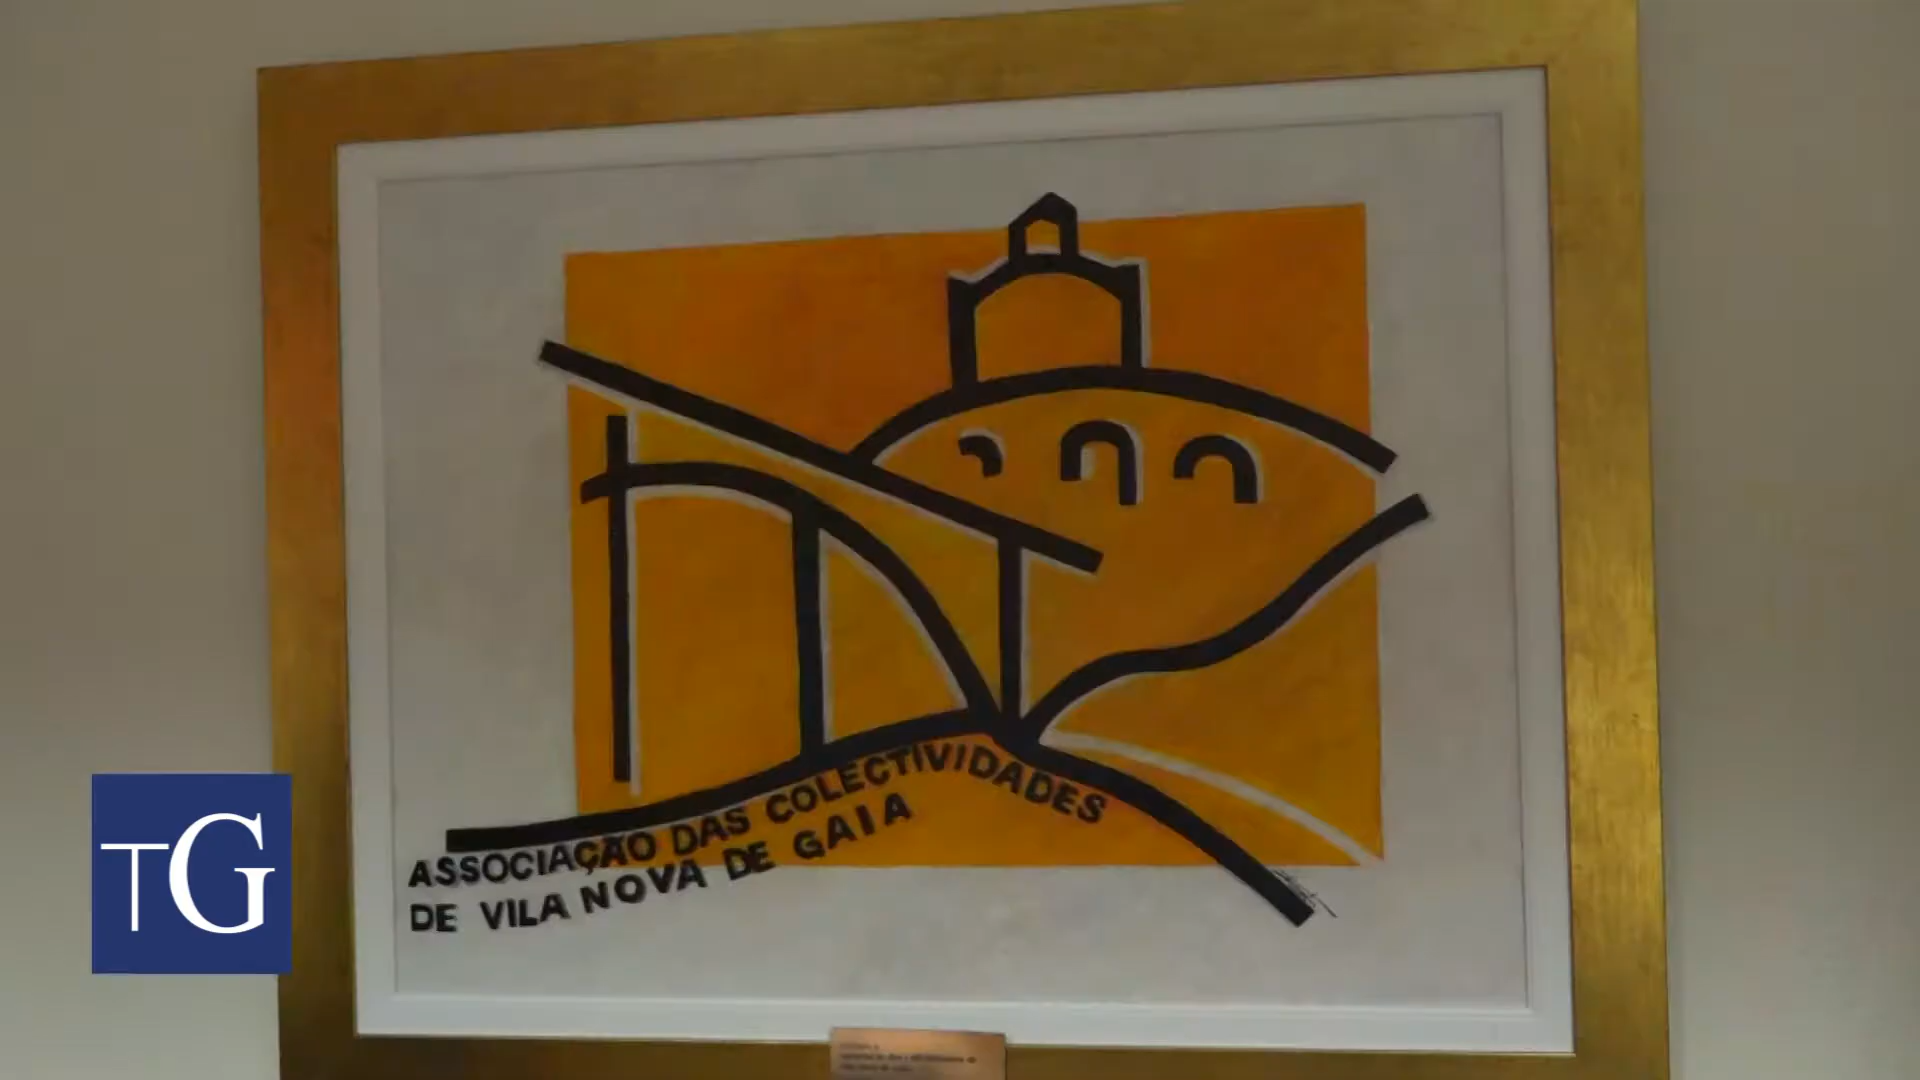 ASSOCIAÇÃO DAS COLECTIVIDADES
DE VILA NOVA DE GAIA
TG